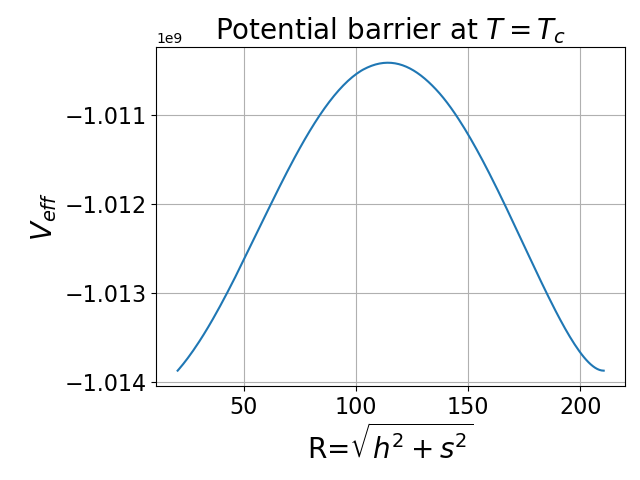 Potential barrier at $T = T_c$
1e9
−1.011
−1.012
−1.013
−1.014
$V_{eff}$
50 100 150 200
R=$\sqrt{h^2 + s^2}$